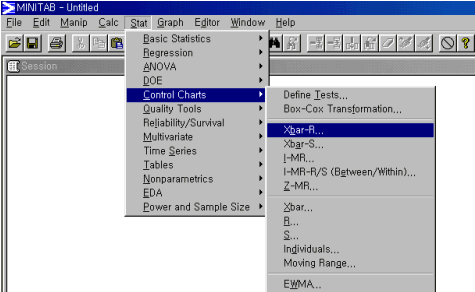 MINITAB - Untitled
File Edit Manip Calc Stat Graph Editor Window Help
Session
Basic Statistics
Regression
ANOVA
DOE
Control Charts
Quality Tools
Reliability/Survival
Multivariate
Time Series
Tables
Nonparametrics
EDA
Power and Sample Size
Define Tests...
Box-Cox Transformation...
Xbar-R...
Xbar-S...
I-MR...
I-MR-R/S (Between/Within)...
Z-MR...
Xbar...
R...
S...
Individuals...
Moving Range...
EWMA...